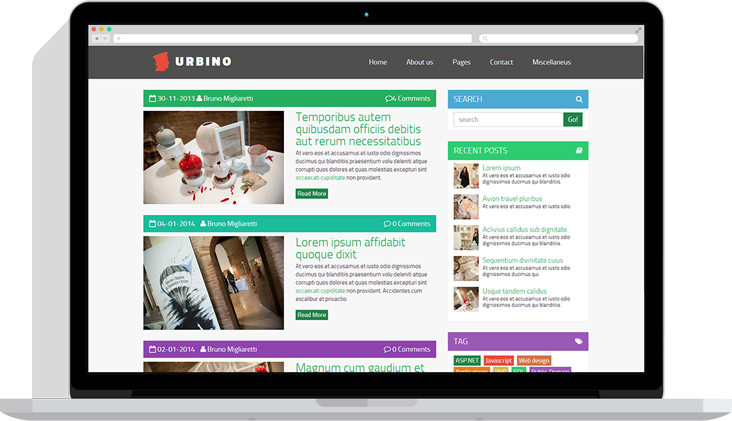 URBINO
Home About us Pages Contact Miscellaneus
30-11-2013 Bruno Migliaretti 4 Comments
Temporibus autem
quibusdam officiis debitis
aut rerum necessitatibus
At vero eos et accusamus et iusto odio dignissimos
ducimus qui blanditiis praesentium volu deleniti atque
corrupti quos dolores et quas molestias excepturi sint
occaecati cupiditate non provident.
Read More
04-01-2014 Bruno Migliaretti 0 Comments
Lorem ipsum affidabit
quoque dixit
At vero eos et accusamus et iusto odio dignissimos
ducimus qui blanditiis praesentium volu deleniti atque
corrupti quos dolores et quas molestias excepturi sint
occaecati cupiditate non provident. Accidentes cum
escalibur et privactio.
Read More
02-01-2014 Bruno Migliaretti 0 Comments
Magnum cum gaudium et
SEARCH
search Go!
RECENT POSTS
Lorem ipsum
At vero eos et accusamus et iusto odio
dignissimos ducimus qui blanditiis.
Avion travel pluribus
At vero eos et accusamus et iusto odio.
Aclivius callidus sub dignitate.
At vero eos et accusamus et iusto odio
dignissimos ducimus qui blanditiis.
Sequentium divinitate cuius
At vero eos et accusamus et iusto odio
dignissimos ducimus qui.
Usque tandem calidus
At vero eos et accusamus et iusto odio
dignissimos ducimus qui blanditiis.
TAG
ASP.NET Javascript Web design
Applications SQL Public Domain